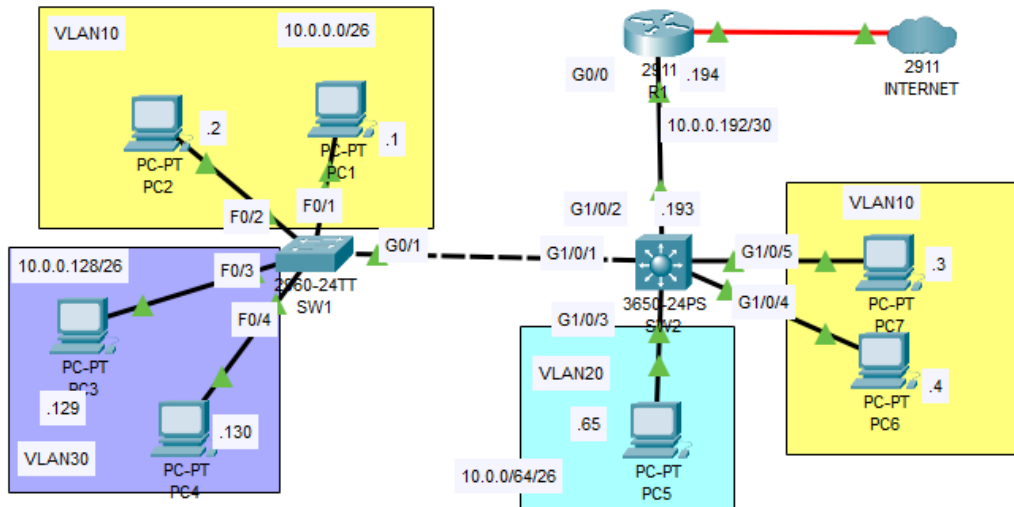 VLAN10
10.0.0.0/26
.2
.1
PC-PT
PC2
PC-PT
PC1
F0/2
F0/1
10.0.0.128/26
F0/3
F0/4
G0/1
2960-24TT
SW1
PC-PT
PC3
.129
VLAN30
.130
PC-PT
PC4
G0/0
2911
R1
.194
2911
INTERNET
10.0.0.192/30
G1/0/2
.193
G1/0/1
3650-24PS
SW2
G1/0/5
G1/0/4
G1/0/3
VLAN10
.3
PC-PT
PC7
.4
PC-PT
PC6
VLAN20
.65
10.0.0/64/26
PC-PT
PC5